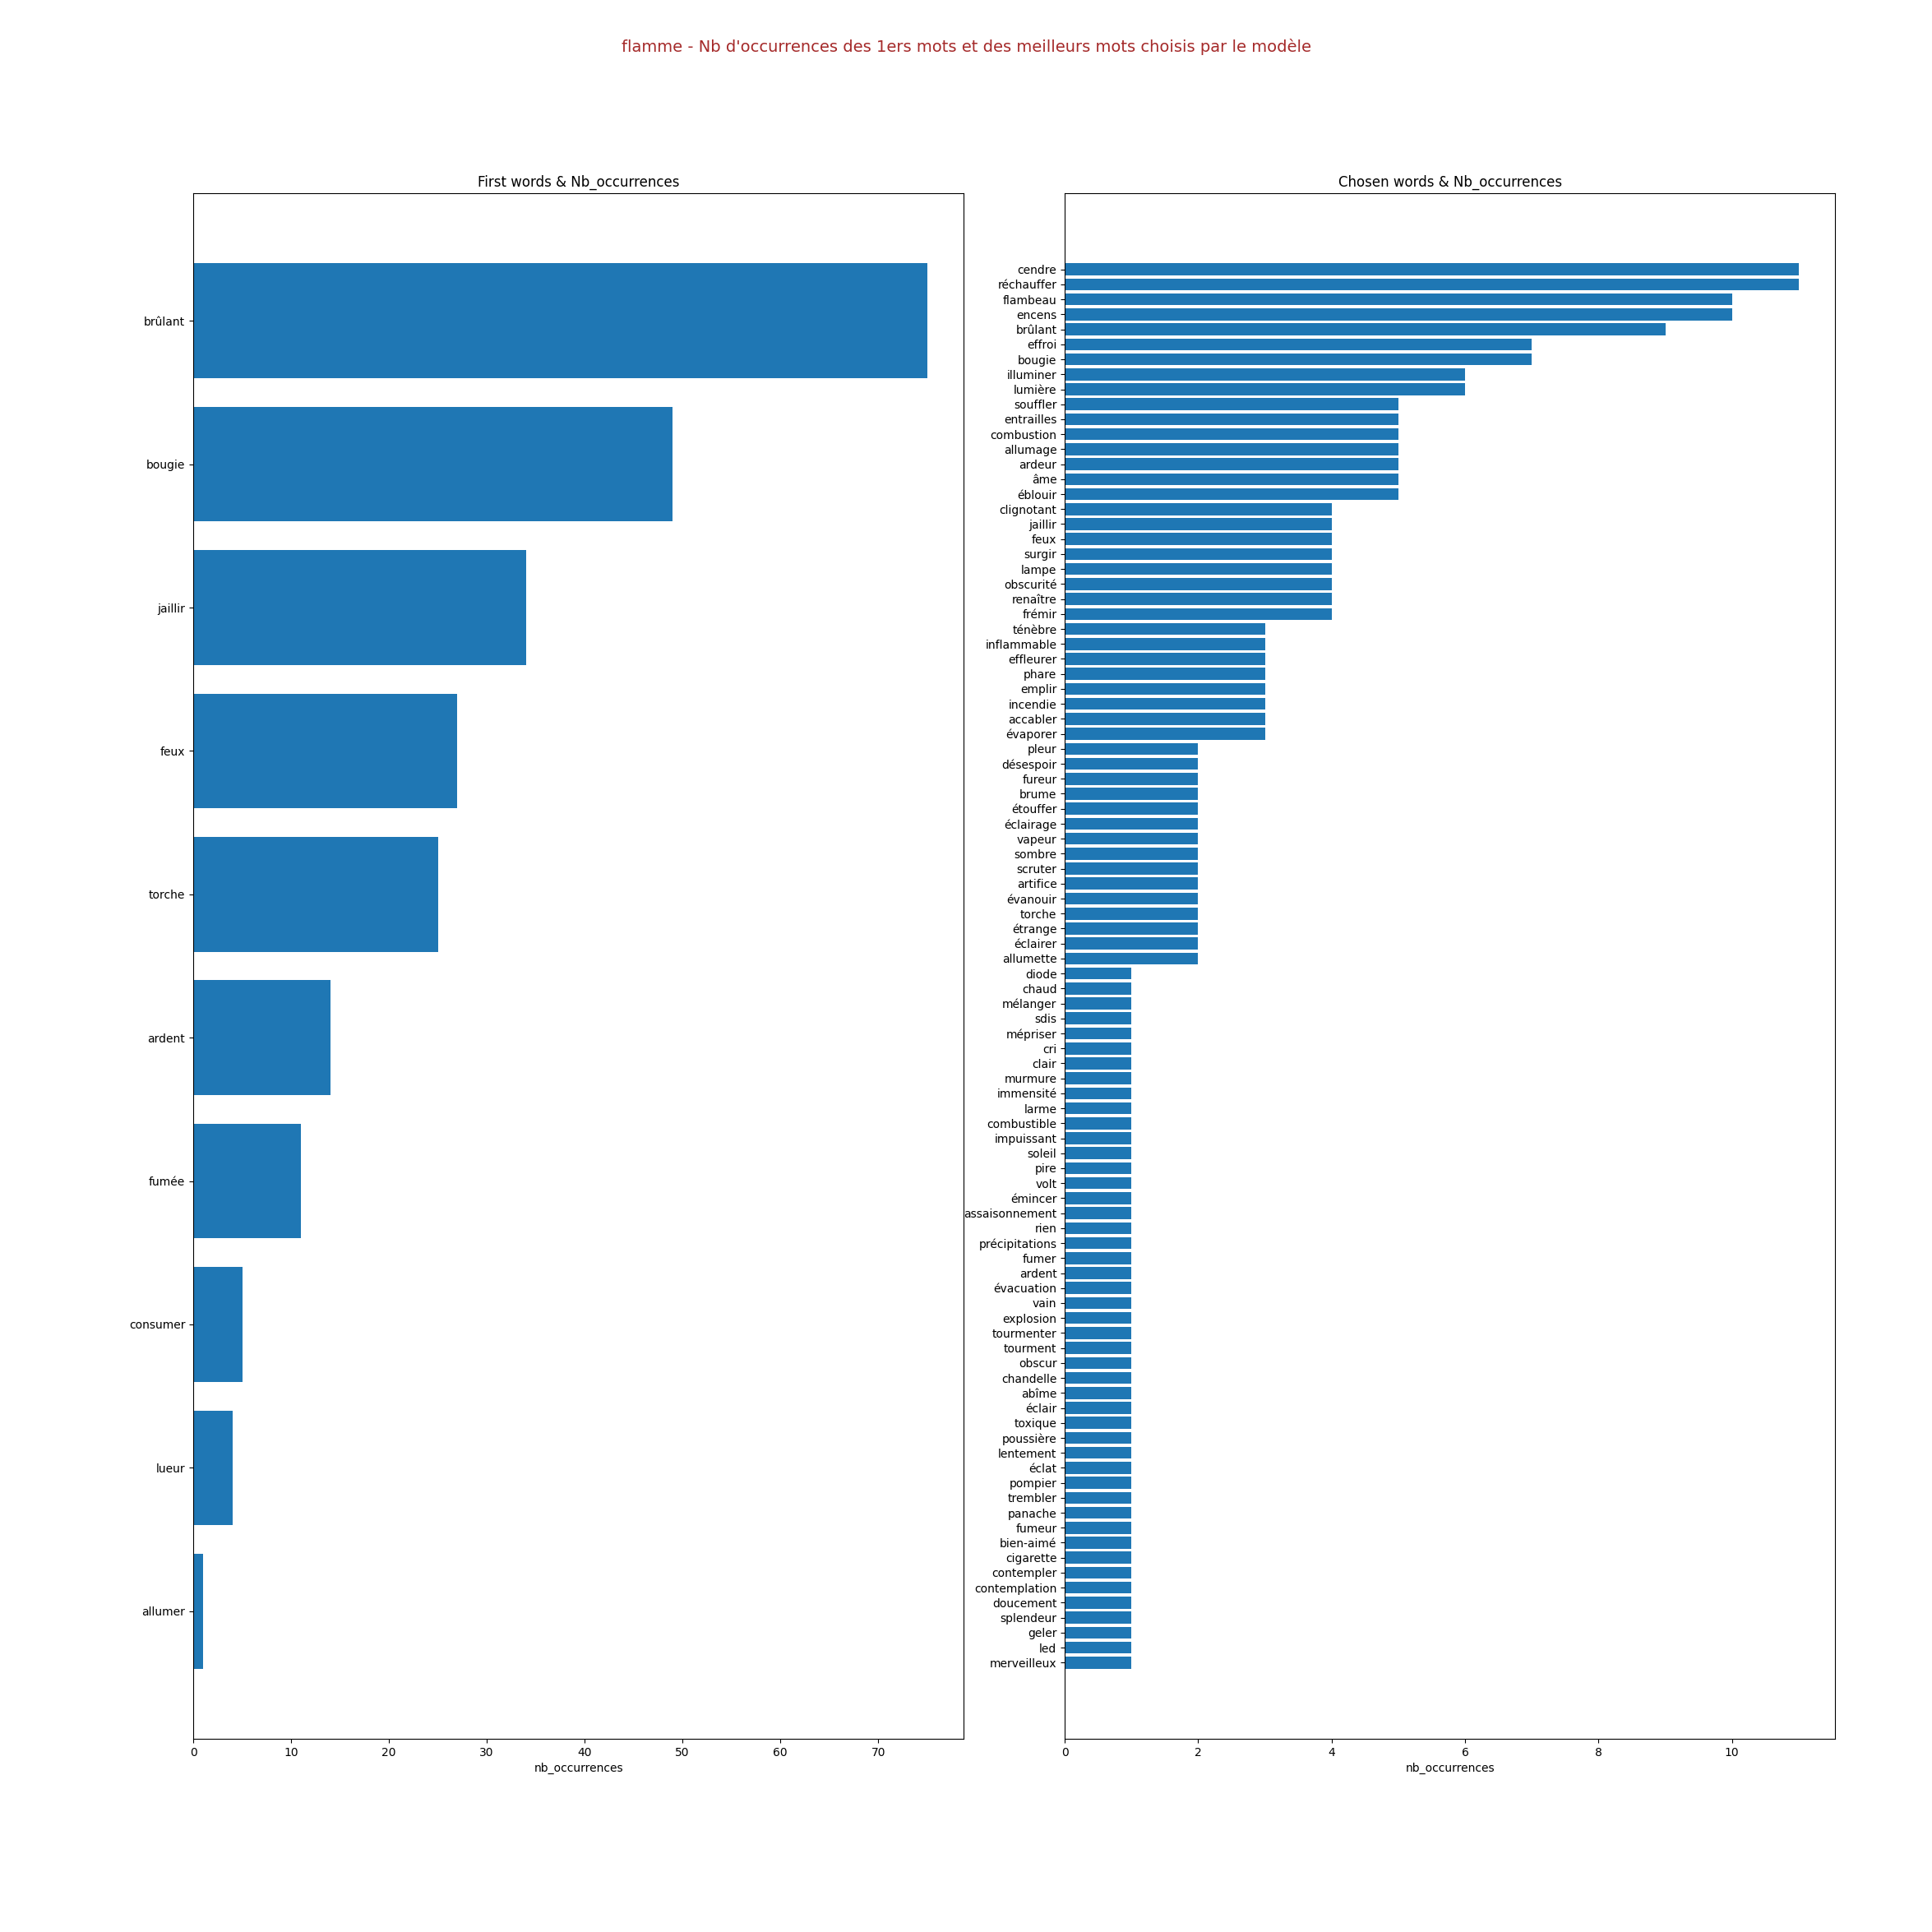 flamme - Nb d'occurrences des 1ers mots et des meilleurs mots choisis par le modèle
First words & Nb_occurrences
brûlant
bougie
jaillir
feux
torche
ardent
fumée
consumer
lueur
allumer
0 10 20 30 40 50 60 70
nb_occurrences
Chosen words & Nb_occurrences
cendre
réchauffer
flambeau
encens
brûlant
effroi
bougie
illuminer
lumière
souffler
entrailles
combustion
allumage
ardeur
âme
éblouir
clignotant
jaillir
feux
surgir
lampe
obscurité
renaître
frémir
ténèbre
inflammable
effleurer
phare
emplir
incendie
accabler
évaporer
pleur
désespoir
fureur
brume
étouffer
éclairage
vapeur
sombre
scruter
artifice
évanouir
torche
étrange
éclairer
allumette
diode
chaud
mélanger
sdis
mépriser
cri
clair
murmure
immensité
larme
combustible
impuissant
soleil
pire
volt
émincer
assaisonnement
rien
précipitations
fumer
ardent
évacuation
vain
explosion
tourmenter
tourment
obscur
chandelle
abîme
éclair
toxique
poussière
lentement
éclat
pompier
trembler
panache
fumeur
bien-aimé
cigarette
contempler
contemplation
doucement
splendeur
geler
led
merveilleux
0 2 4 6 8 10
nb_occurrences